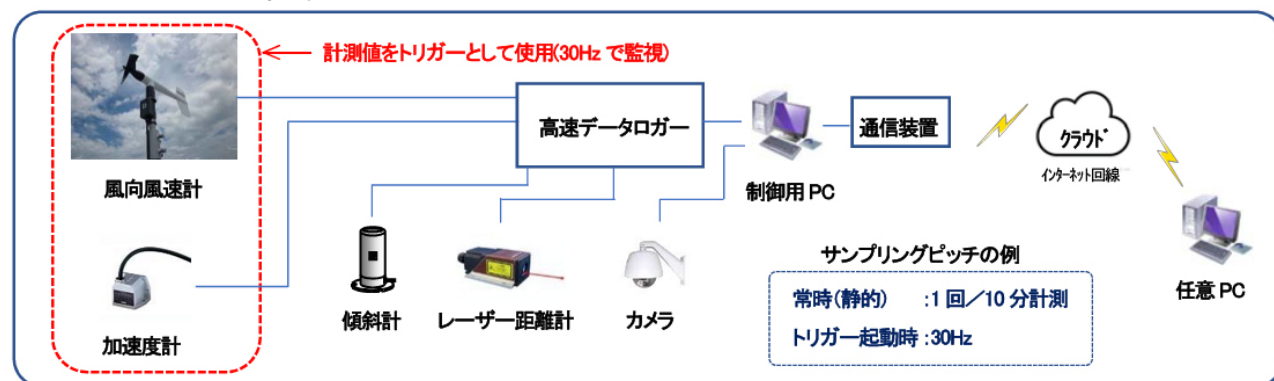 計測値をトリガーとして使用(30Hz で監視)
高速データロガー
通信装置
クラウド
インターネット回線
風向風速計
制御用 PC
サンプリングピッチの例
常時(静的) :1 回/10 分計測
トリガー起動時 :30Hz
任意 PC
加速度計
傾斜計
レーザー距離計
カメラ